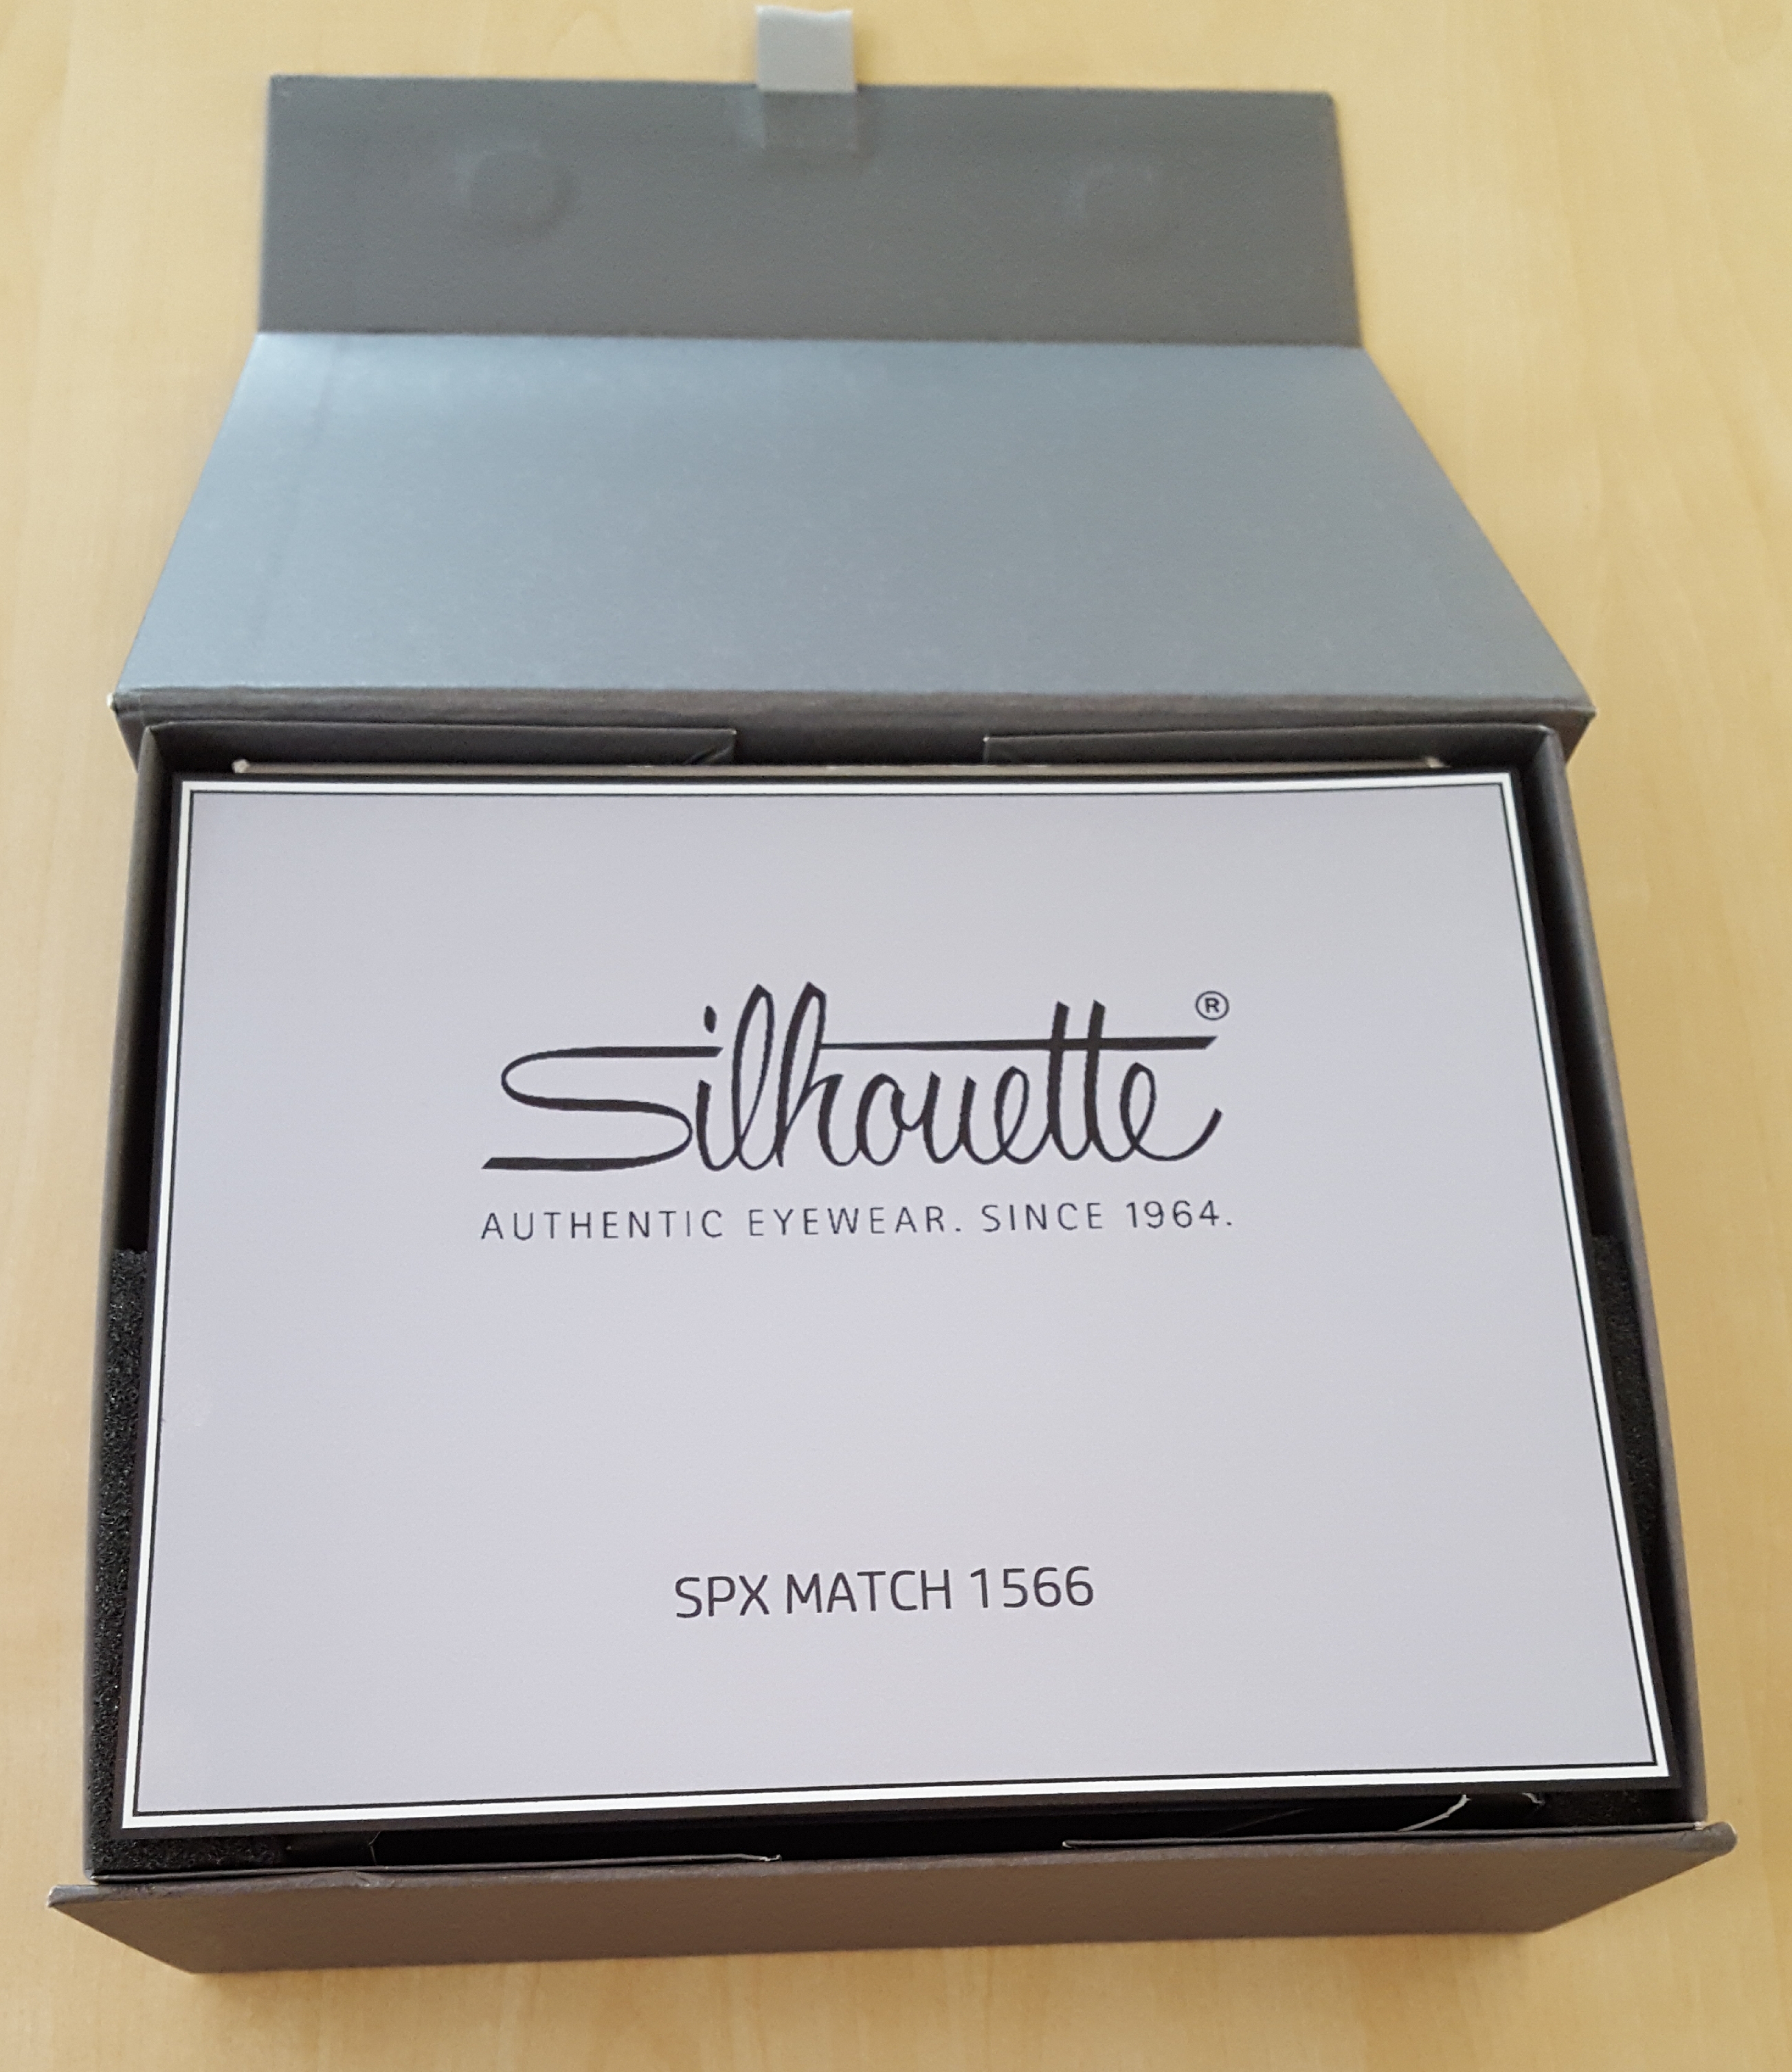 Silhouette®
AUTHENTIC EYEWEAR. SINCE 1964.
SPX MATCH 1566